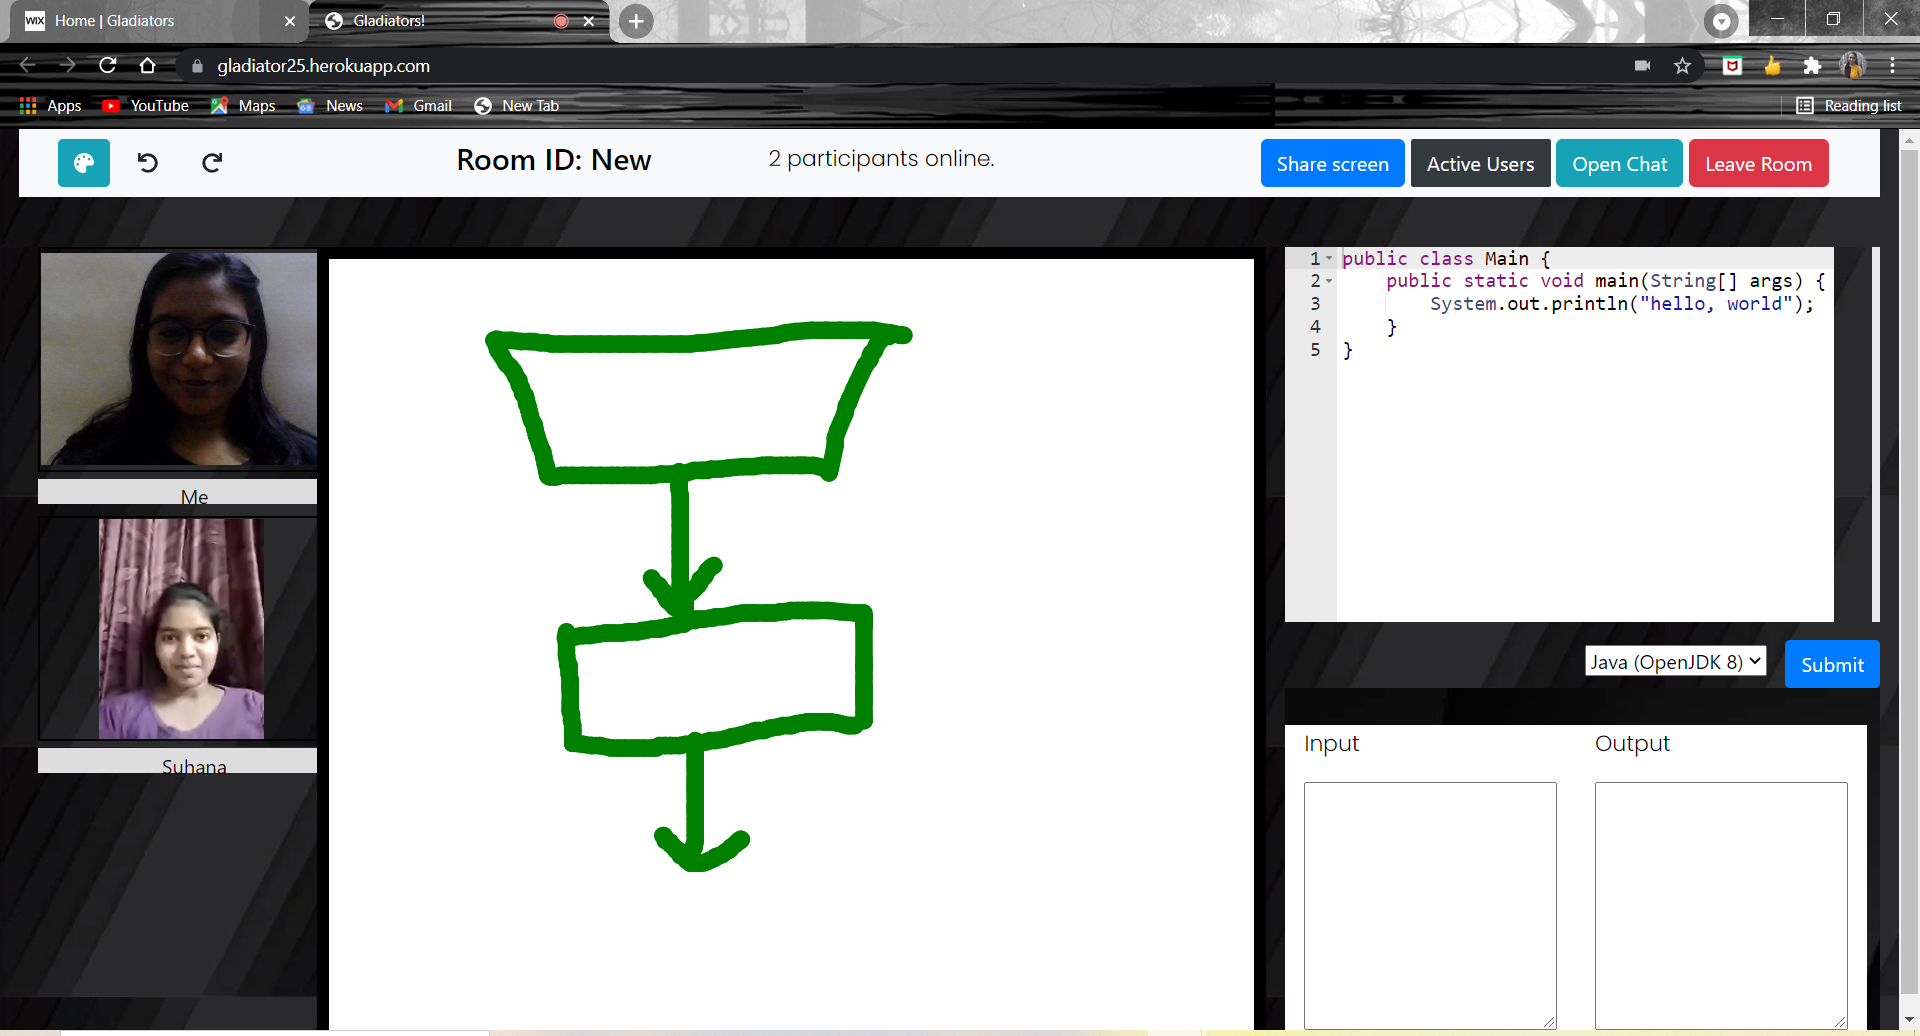 WIX Home | Gladiators
Gladiators!
gladiator25.herokuapp.com
Apps YouTube Maps News Gmail New Tab Reading list
Room ID: New 2 participants online. Share screen Active Users Open Chat Leave Room
Me
Suhana
1 public class Main {
2 public static void main(String[] args) {
3 System.out.println("hello, world");
4 }
5 }
Java (OpenJDK 8) Submit
Input Output